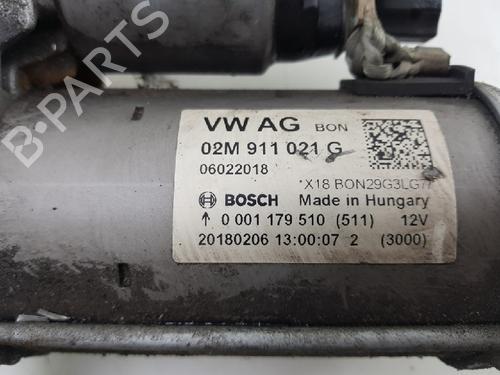 B-PARTS
VW AG BON
02M 911 021 G
06022018
*X18 BON29G3LG7*
BOSCH Made in Hungary
↑ 0 001 179 510 (511) 12V
20180206 13:00:07 2 (3000)